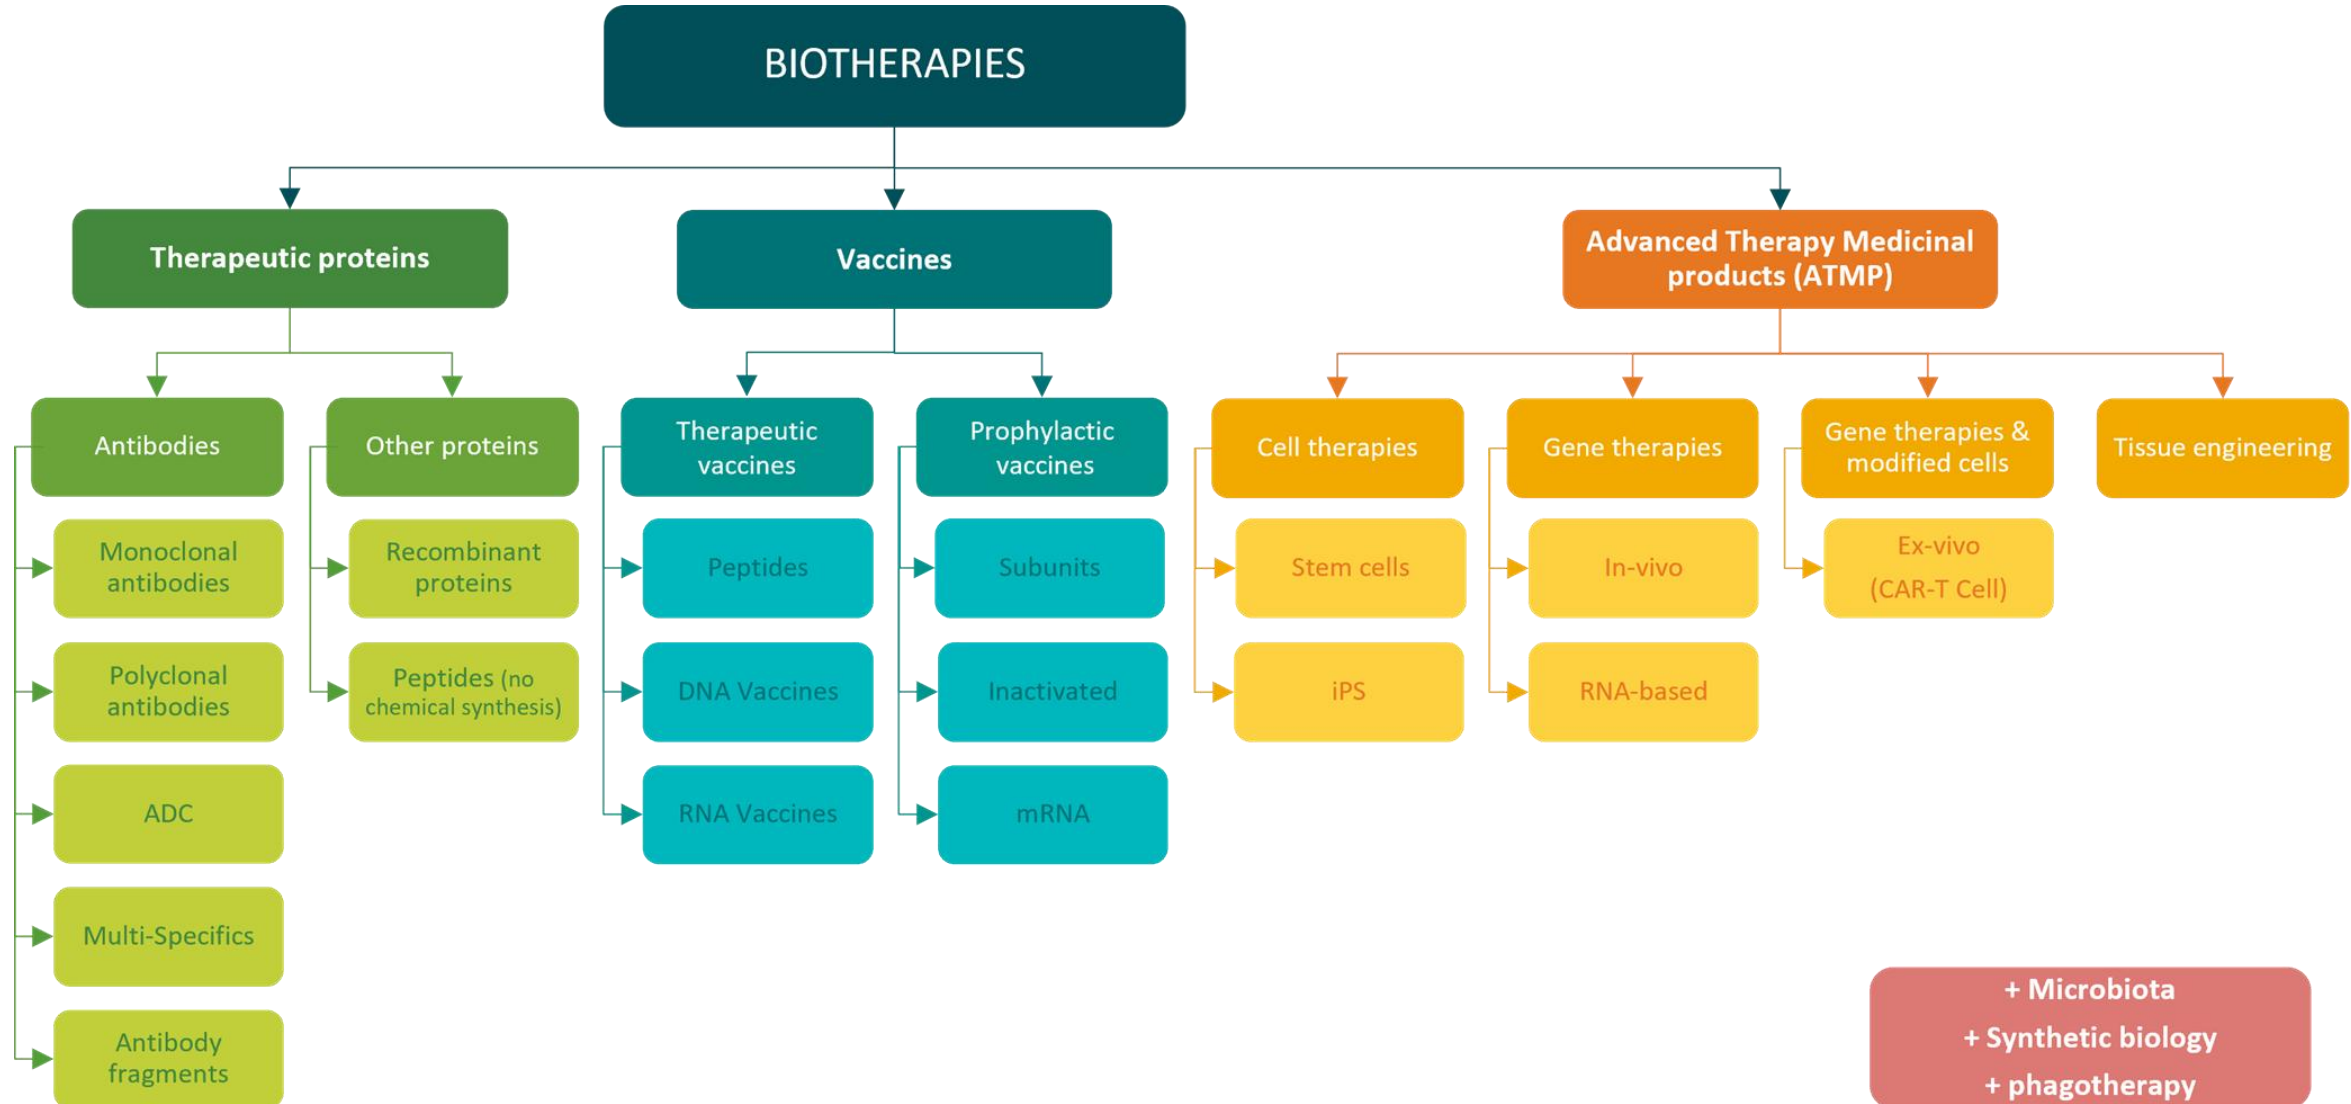 BIOTHERAPIES
Therapeutic proteins
Vaccines
Advanced Therapy Medicinal
products (ATMP)
Antibodies
Other proteins
Therapeutic
vaccines
Prophylactic
vaccines
Cell therapies
Gene therapies
Gene therapies &
modified cells
Tissue engineering
Monoclonal
antibodies
Recombinant
proteins
Peptides
Subunits
Stem cells
In-vivo
Ex-vivo
(CAR-T Cell)
Polyclonal
antibodies
Peptides (no
chemical synthesis)
DNA Vaccines
Inactivated
iPS
RNA-based
ADC
RNA Vaccines
mRNA
Multi-Specifics
Antibody
fragments
+ Microbiota
+ Synthetic biology
+ phagotherapy